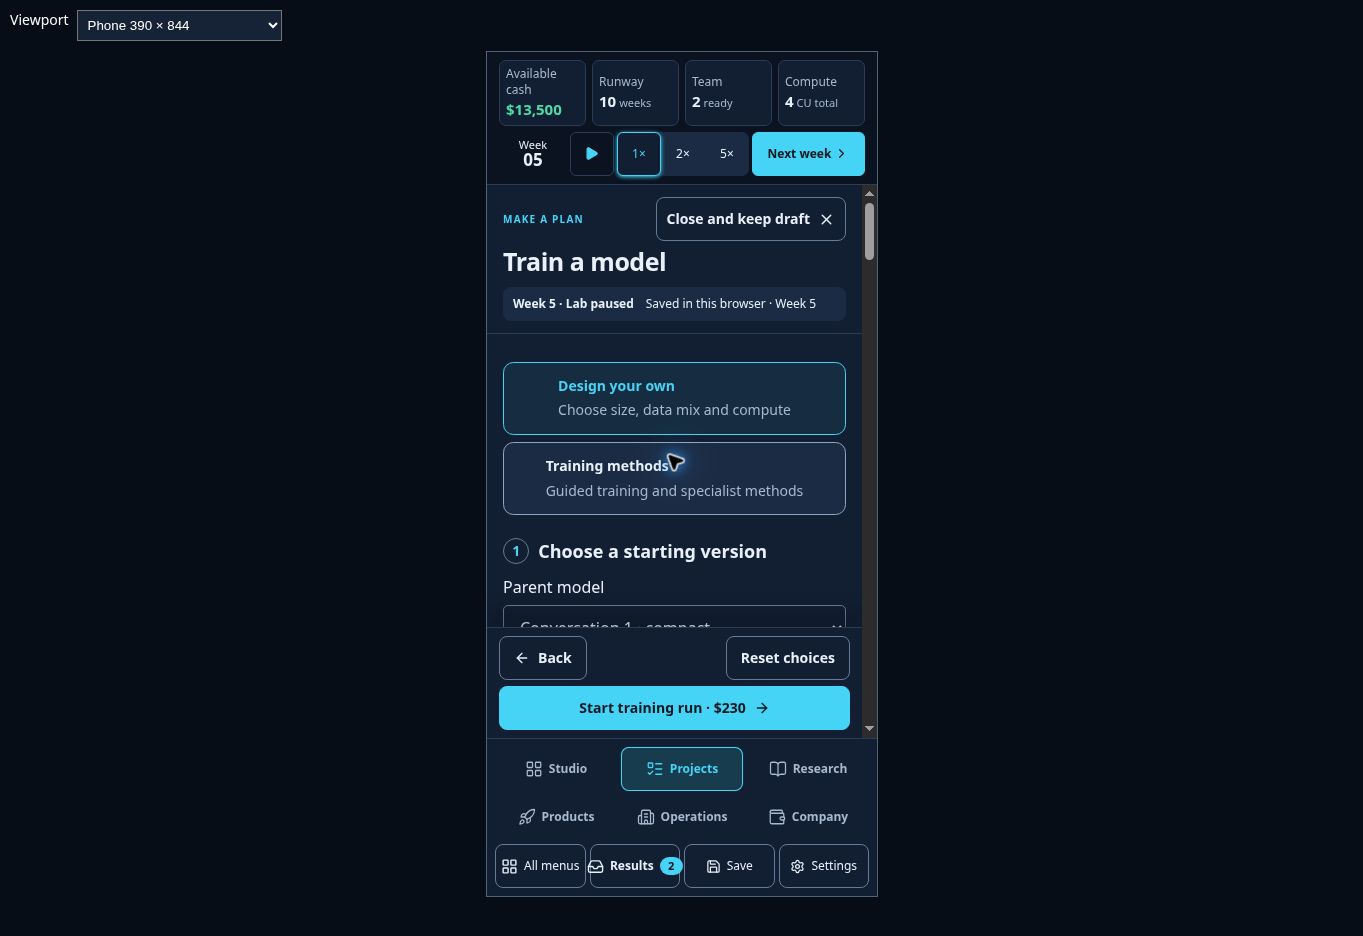 Viewport
Phone 390 × 844
Available cash
$13,500
Runway
10 weeks
Team
2 ready
Compute
4 CU total
Week
05
1×
2×
5×
Next week
MAKE A PLAN
Close and keep draft
Train a model
Week 5 · Lab paused Saved in this browser · Week 5
Design your own
Choose size, data mix and compute
Training methods
Guided training and specialist methods
1 Choose a starting version
Parent model
Conversation 1 · compact
Back
Reset choices
Start training run · $230
Studio
Projects
Research
Products
Operations
Company
All menus
Results 2
Save
Settings